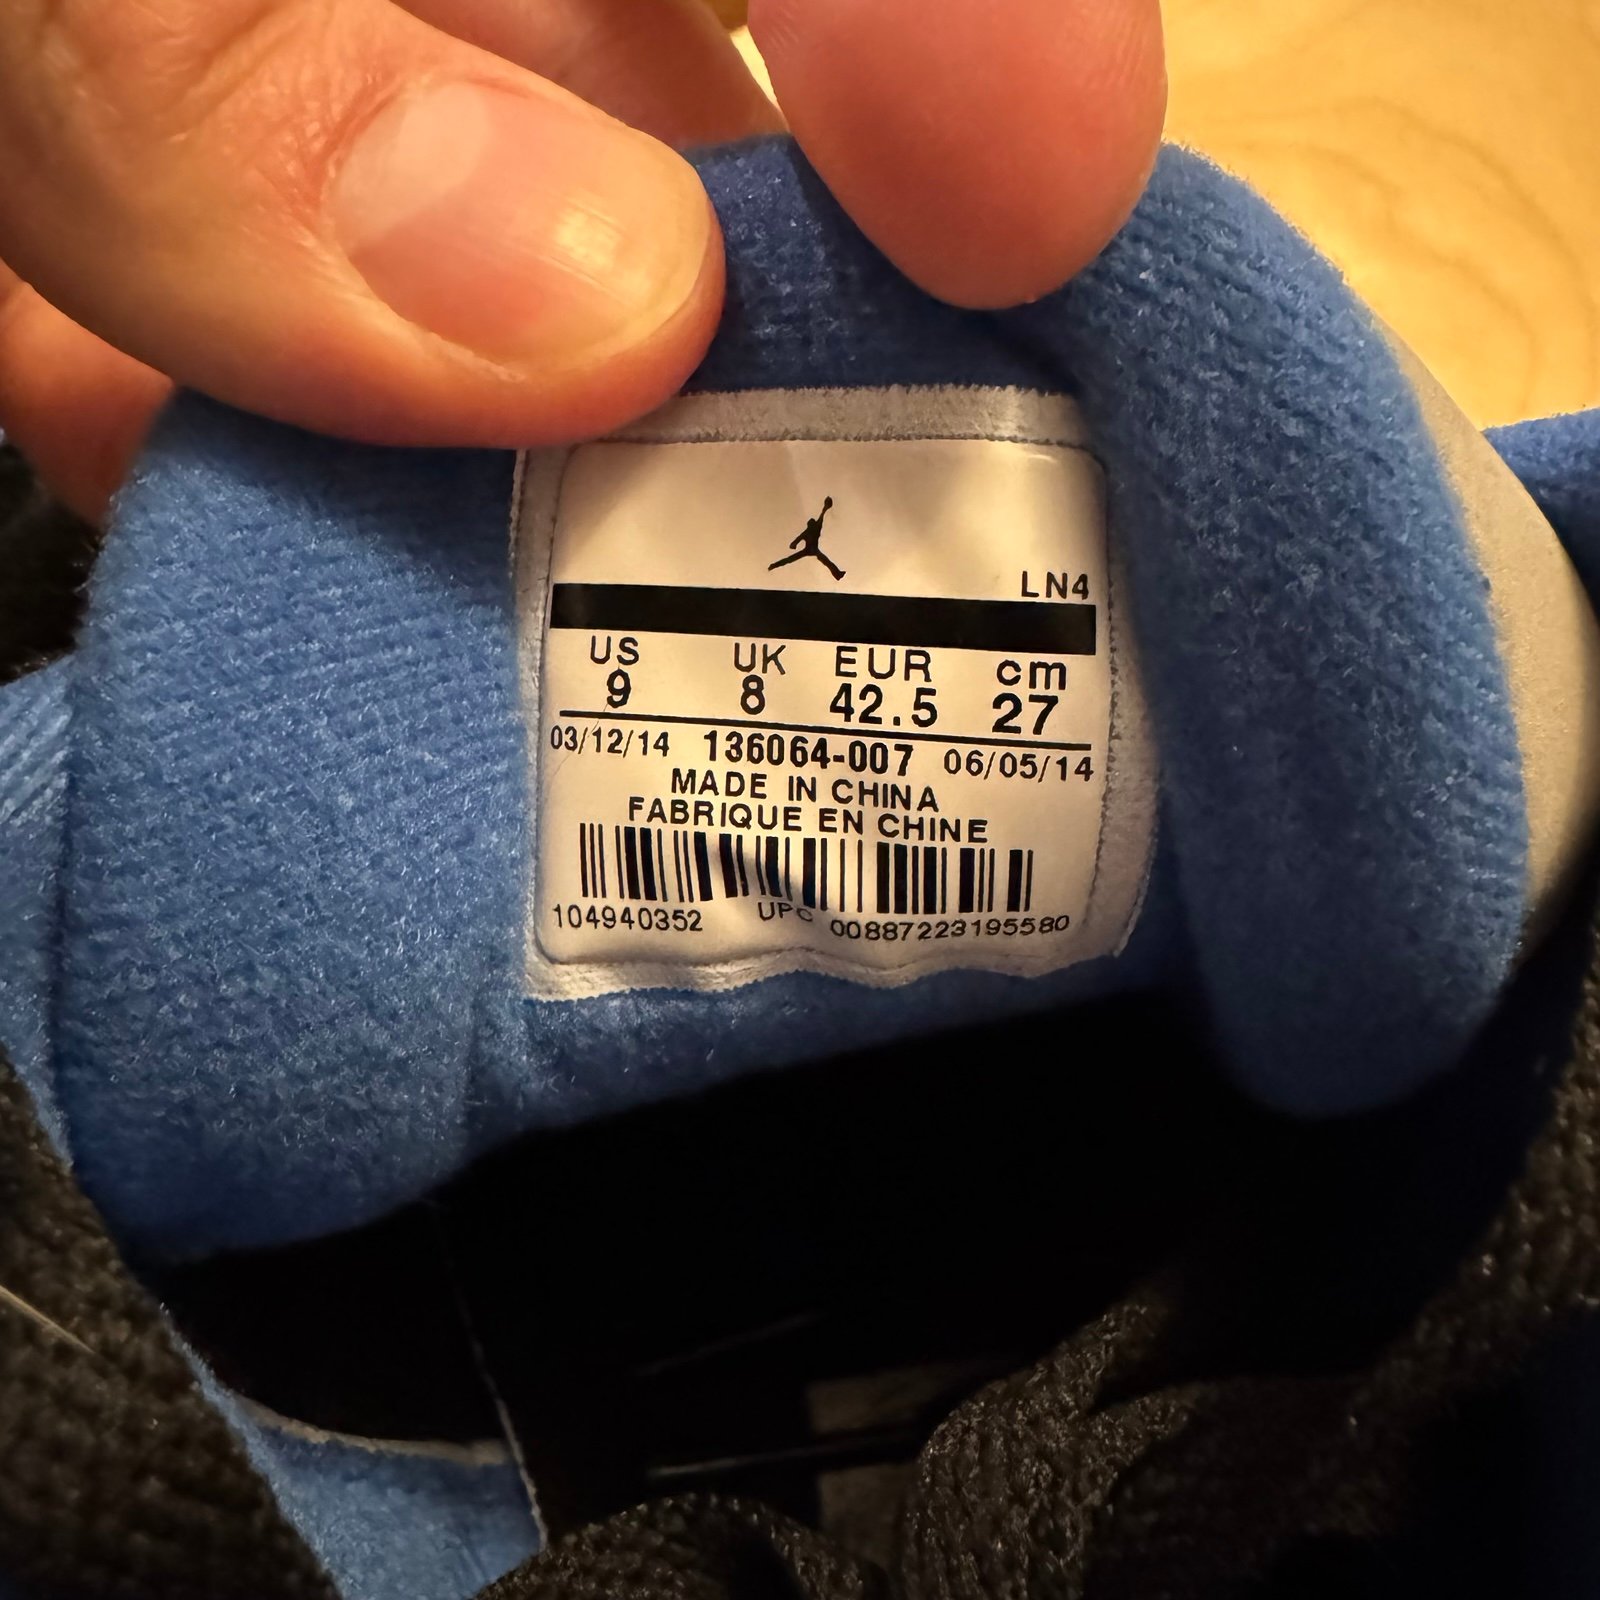 LN4
US UK EUR cm
9 8 42.5 27
03/12/14 136064-007 06/05/14
MADE IN CHINA
FABRIQUE EN CHINE
104940352 UPC 00887223195580